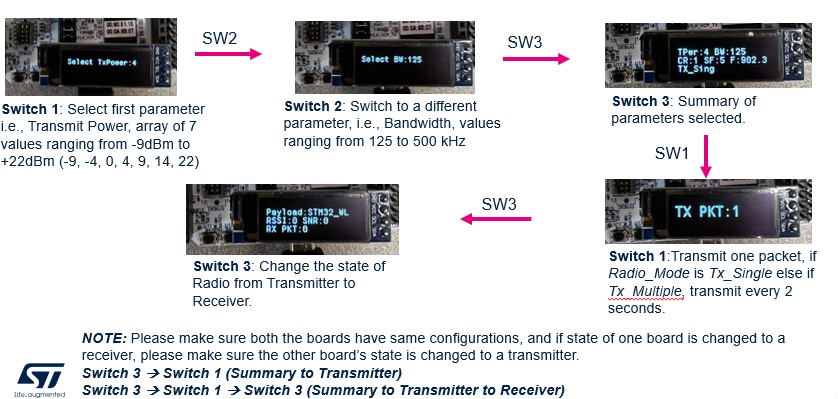 Select TxPower:4
SW2
Select BW:125
SW3
TPer:4 BW:125
CR:1 SF:5 F:902.3
TX_Sing
Switch 1: Select first parameter
i.e., Transmit Power, array of 7
values ranging from -9dBm to
+22dBm (-9, -4, 0, 4, 9, 14, 22)
Switch 2: Switch to a different
parameter, i.e., Bandwidth, values
ranging from 125 to 500 kHz
Switch 3: Summary of
parameters selected.
SW1
Payload:STM32_WL
RSSI:0 SNR:0
RX PKT:0
SW3
TX PKT:1
Switch 3: Change the state of
Radio from Transmitter to
Receiver.
Switch 1:Transmit one packet, if
Radio_Mode is Tx_Single else if
Tx_Multiple, transmit every 2
seconds.
NOTE: Please make sure both the boards have same configurations, and if state of one board is changed to a
receiver, please make sure the other board's state is changed to a transmitter.
Switch 3 → Switch 1 (Summary to Transmitter)
Switch 3 → Switch 1 → Switch 3 (Summary to Transmitter to Receiver)
ST
life.augmented